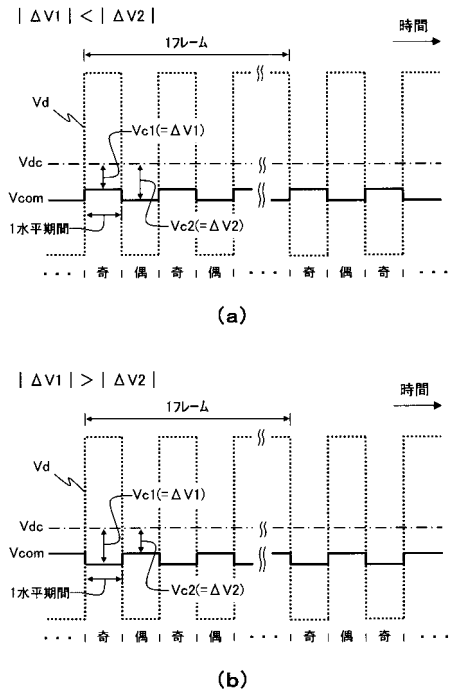 |ΔV1|<|ΔV2|
時間
1フレーム
Vd
Vc1(=ΔV1)
Vdc
Vcom
1水平期間
Vc2(=ΔV2)
・・・ | 奇 | 偶 | 奇 | 偶 | ・・・ | 奇 | 偶 | 奇 | ・・・
(a)
|ΔV1|>|ΔV2|
時間
1フレーム
Vd
Vc1(=ΔV1)
Vdc
Vcom
1水平期間
Vc2(=ΔV2)
・・・ | 奇 | 偶 | 奇 | 偶 | ・・・ | 奇 | 偶 | 奇 | ・・・
(b)